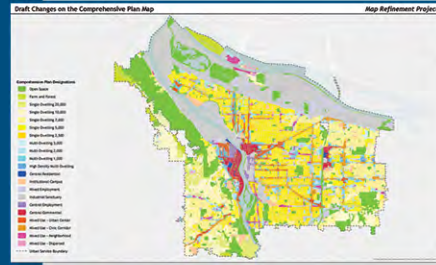 Draft Changes on the Comprehensive Plan Map
Map Refinement Project
Comprehensive Plan Designations
Open Space
Farm and Forest
Single-Dwelling 20,000
Single-Dwelling 10,000
Single-Dwelling 7,000
Single-Dwelling 5,000
Single-Dwelling 2,500
Multi-Dwelling 3,000
Multi-Dwelling 2,000
Multi-Dwelling 1,000
High Density Multi-Dwelling
Central Residential
Institutional Campus
Mixed Employment
Industrial Sanctuary
Central Employment
Central Commercial
Mixed Use - Urban Center
Mixed Use - Civic Corridor
Mixed Use - Neighborhood
Mixed Use - Dispersed
Urban Service Boundary